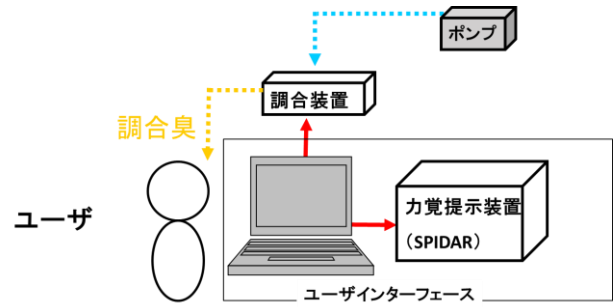 ポンプ
調合装置
調合臭
ユーザ
力覚提示装置
（SPIDAR）
ユーザインターフェース